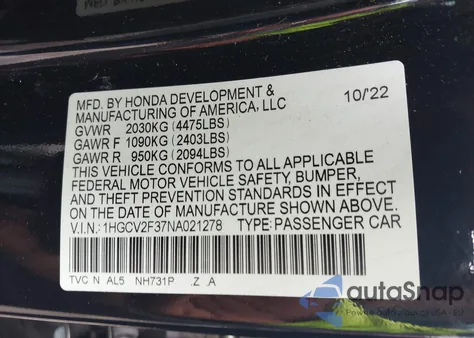 MFD. BY HONDA DEVELOPMENT &
MANUFACTURING OF AMERICA, LLC 10/'22
GVWR 2030KG (4475LBS)
GAWR F 1090KG (2403LBS)
GAWR R 950KG (2094LBS)
THIS VEHICLE CONFORMS TO ALL APPLICABLE
FEDERAL MOTOR VEHICLE SAFETY, BUMPER,
AND THEFT PREVENTION STANDARDS IN EFFECT
ON THE DATE OF MANUFACTURE SHOWN ABOVE.
V.I.N.: 1HGCV2F37NA021278 TYPE: PASSENGER CAR
TVC N AL5 NH731P .Z .A
autoSnap